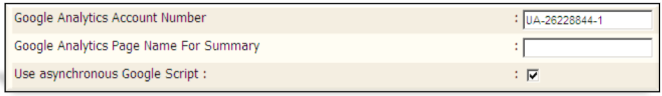 Google Analytics Account Number : UA-26228844-1
Google Analytics Page Name For Summary :
Use asynchronous Google Script : :